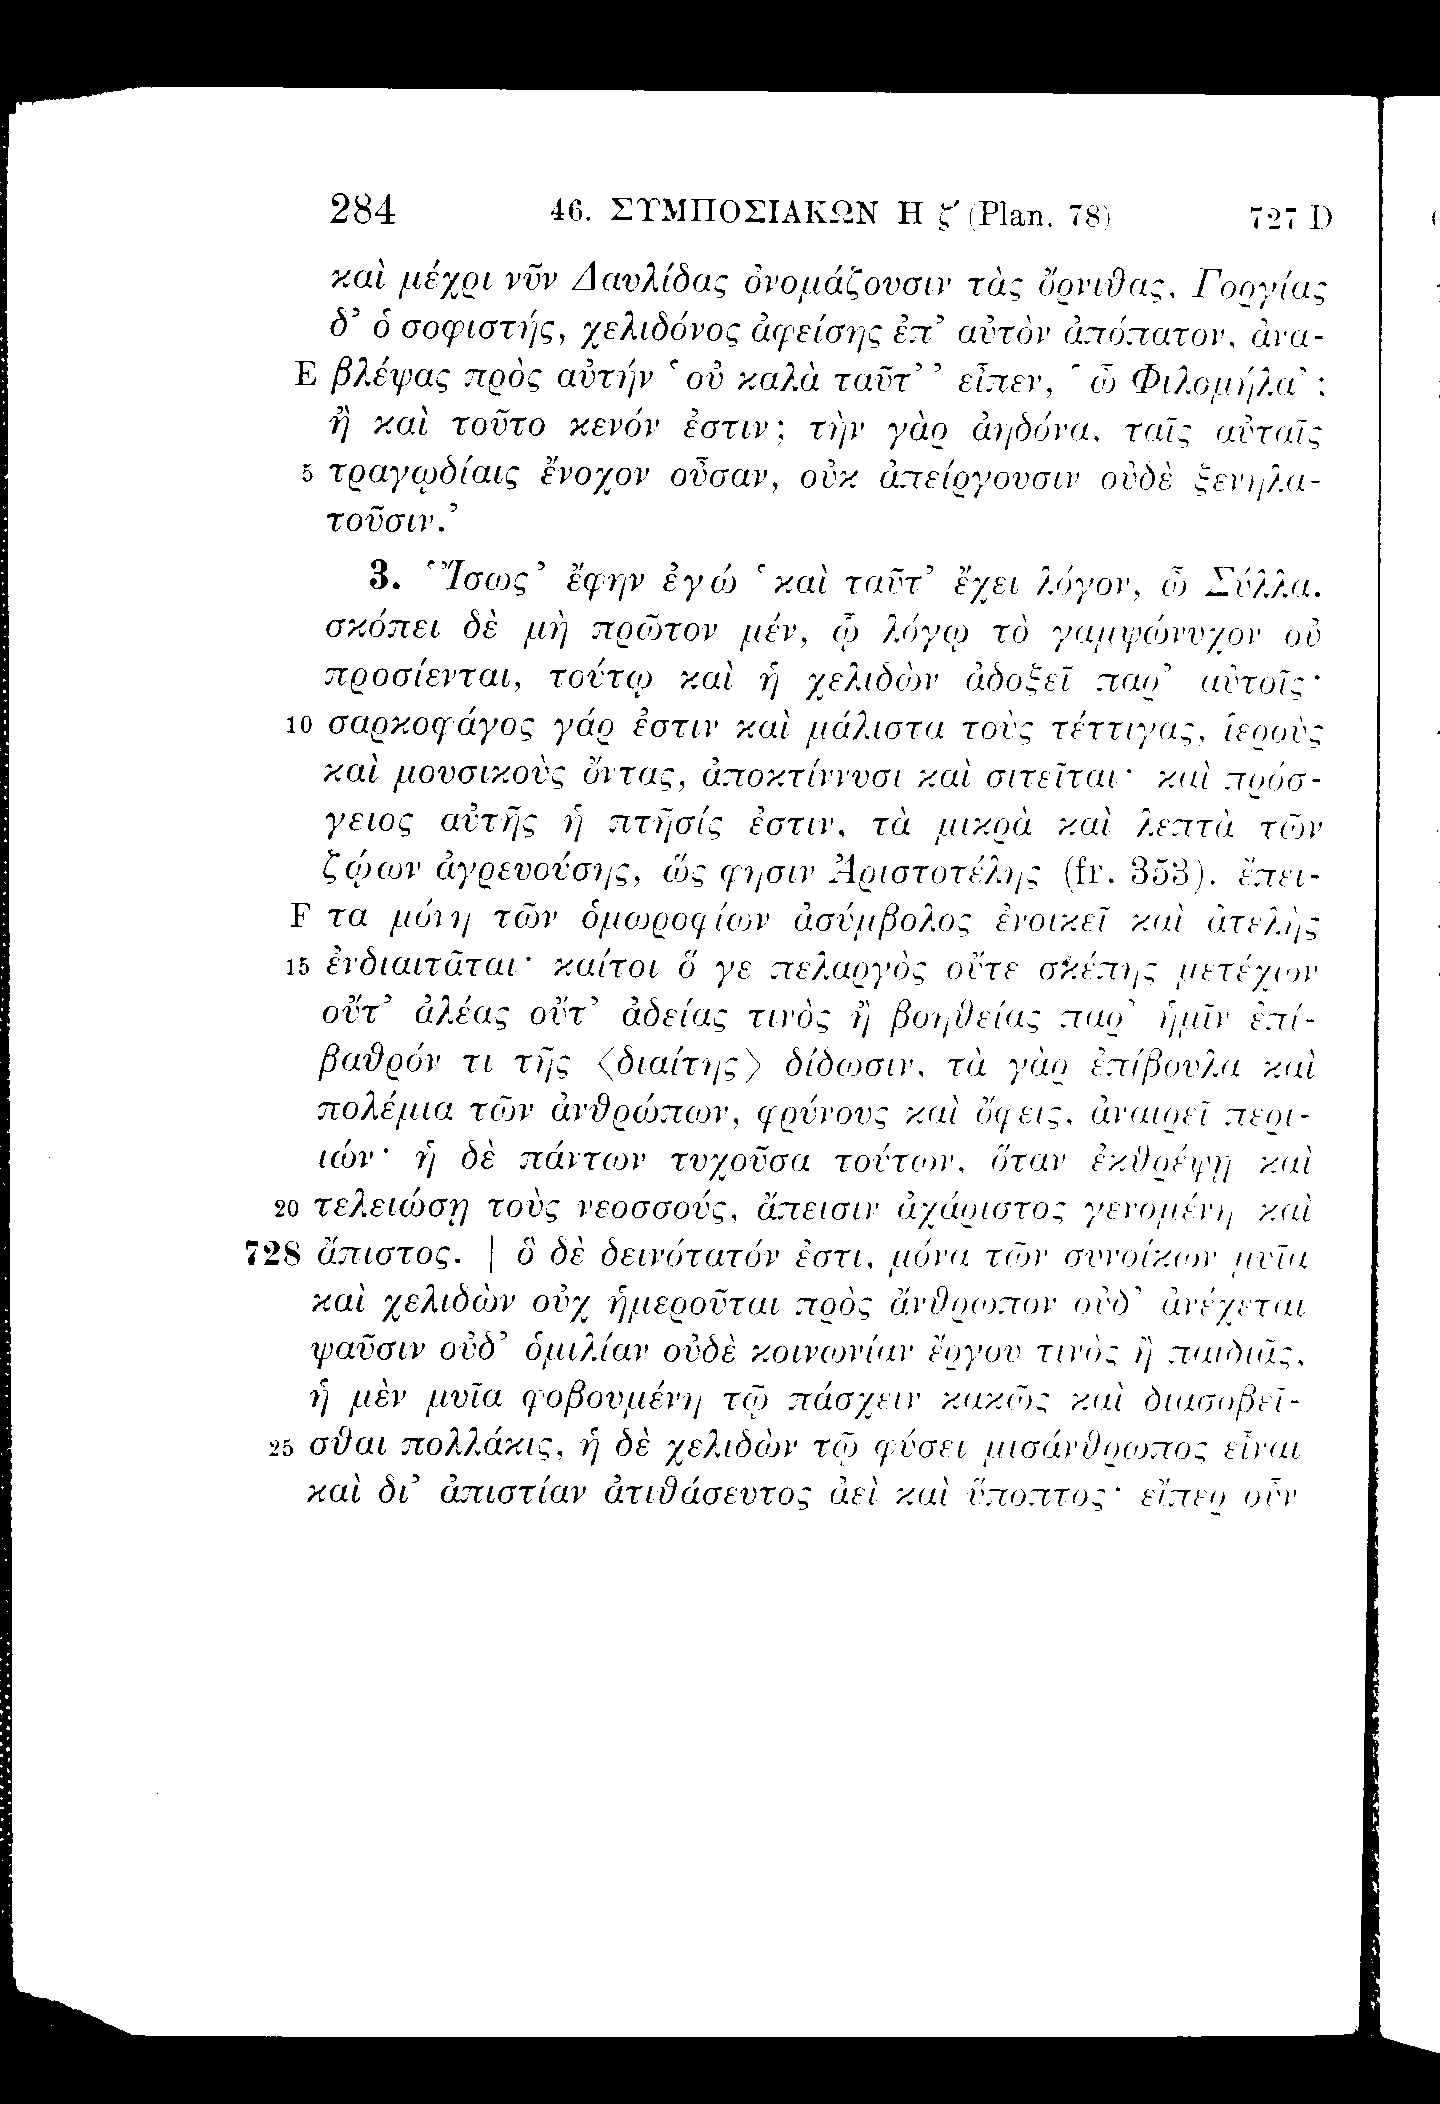 284 46. ΣΥΜΠΟΣΙΑΚΩΝ Η ζʹ (Plan. 78) 727 D
καὶ μέχρι νῦν Δαυλίδας ὀνομάζουσιν τὰς ὄρνιθας. Γοργίας
δ’ ὁ σοφιστής, χελιδόνος ἀφείσης ἐπ’ αὐτὸν ἀπόπατον, ἀνα-
E βλέψας πρὸς αὐτήν ‘οὐ καλὰ ταῦτ’’ εἶπεν, ‘ὦ Φιλομήλα’;
ἢ καὶ τοῦτο κενόν ἐστιν; τὴν γὰρ ἀηδόνα, ταῖς αὐταῖς
5 τραγῳδίαις ἔνοχον οὖσαν, οὐκ ἀπείργουσιν οὐδὲ ξενηλα-
τοῦσιν.’
3. ‘Ἴσως’ ἔφην ἐγώ ‘καὶ ταῦτ’ ἔχει λόγον, ὦ Σύλλα.
σκόπει δὲ μὴ πρῶτον μέν, ᾧ λόγῳ τὸ γαμψώνυχον οὐ
προσίενται, τούτῳ καὶ ἡ χελιδὼν ἀδοξεῖ παρ’ αὐτοῖς·
10 σαρκοφάγος γάρ ἐστιν καὶ μάλιστα τοὺς τέττιγας, ἱεροὺς
καὶ μουσικοὺς ὄντας, ἀποκτίννυσι καὶ σιτεῖται· καὶ πρόσ-
γειος αὐτῆς ἡ πτῆσίς ἐστιν, τὰ μικρὰ καὶ λεπτὰ τῶν
ζῴων ἀγρευούσης, ὥς φησιν Ἀριστοτέλης (fr. 353). ἔπει-
F τα μόνη τῶν ὁμωροφίων ἀσύμβολος ἐνοικεῖ καὶ ἀτελὴς
15 ἐνδιαιτᾶται· καίτοι ὅ γε πελαργὸς οὔτε σκέπης μετέχων
οὔτ’ ἀλέας οὔτ’ ἀδείας τινὸς ἢ βοηθείας παρ’ ἡμῖν ἐπί-
βαθρόν τι τῆς ⟨διαίτης⟩ δίδωσιν, τὰ γὰρ ἐπίβουλα καὶ
πολέμια τῶν ἀνθρώπων, φρύνους καὶ ὄφεις, ἀναιρεῖ περι-
ιών· ἡ δὲ πάντων τυχοῦσα τούτων, ὅταν ἐκθρέψῃ καὶ
20 τελειώσῃ τοὺς νεοσσούς, ἄπεισιν ἀχάριστος γενομένη καὶ
728 ἄπιστος. | ὃ δὲ δεινότατόν ἐστι, μόνα τῶν συνοίκων μυῖα
καὶ χελιδὼν οὐχ ἡμεροῦται πρὸς ἄνθρωπον οὐδ’ ἀνέχεται
ψαῦσιν οὐδ’ ὁμιλίαν οὐδὲ κοινωνίαν ἔργου τινὸς ἢ παιδιᾶς,
ἡ μὲν μυῖα φοβουμένη τῷ πάσχειν κακῶς καὶ διασοβεῖ-
25 σθαι πολλάκις, ἡ δὲ χελιδὼν τῷ φύσει μισάνθρωπος εἶναι
καὶ δι’ ἀπιστίαν ἀτιθάσευτος ἀεὶ καὶ ὕποπτος· εἴπερ οὖν